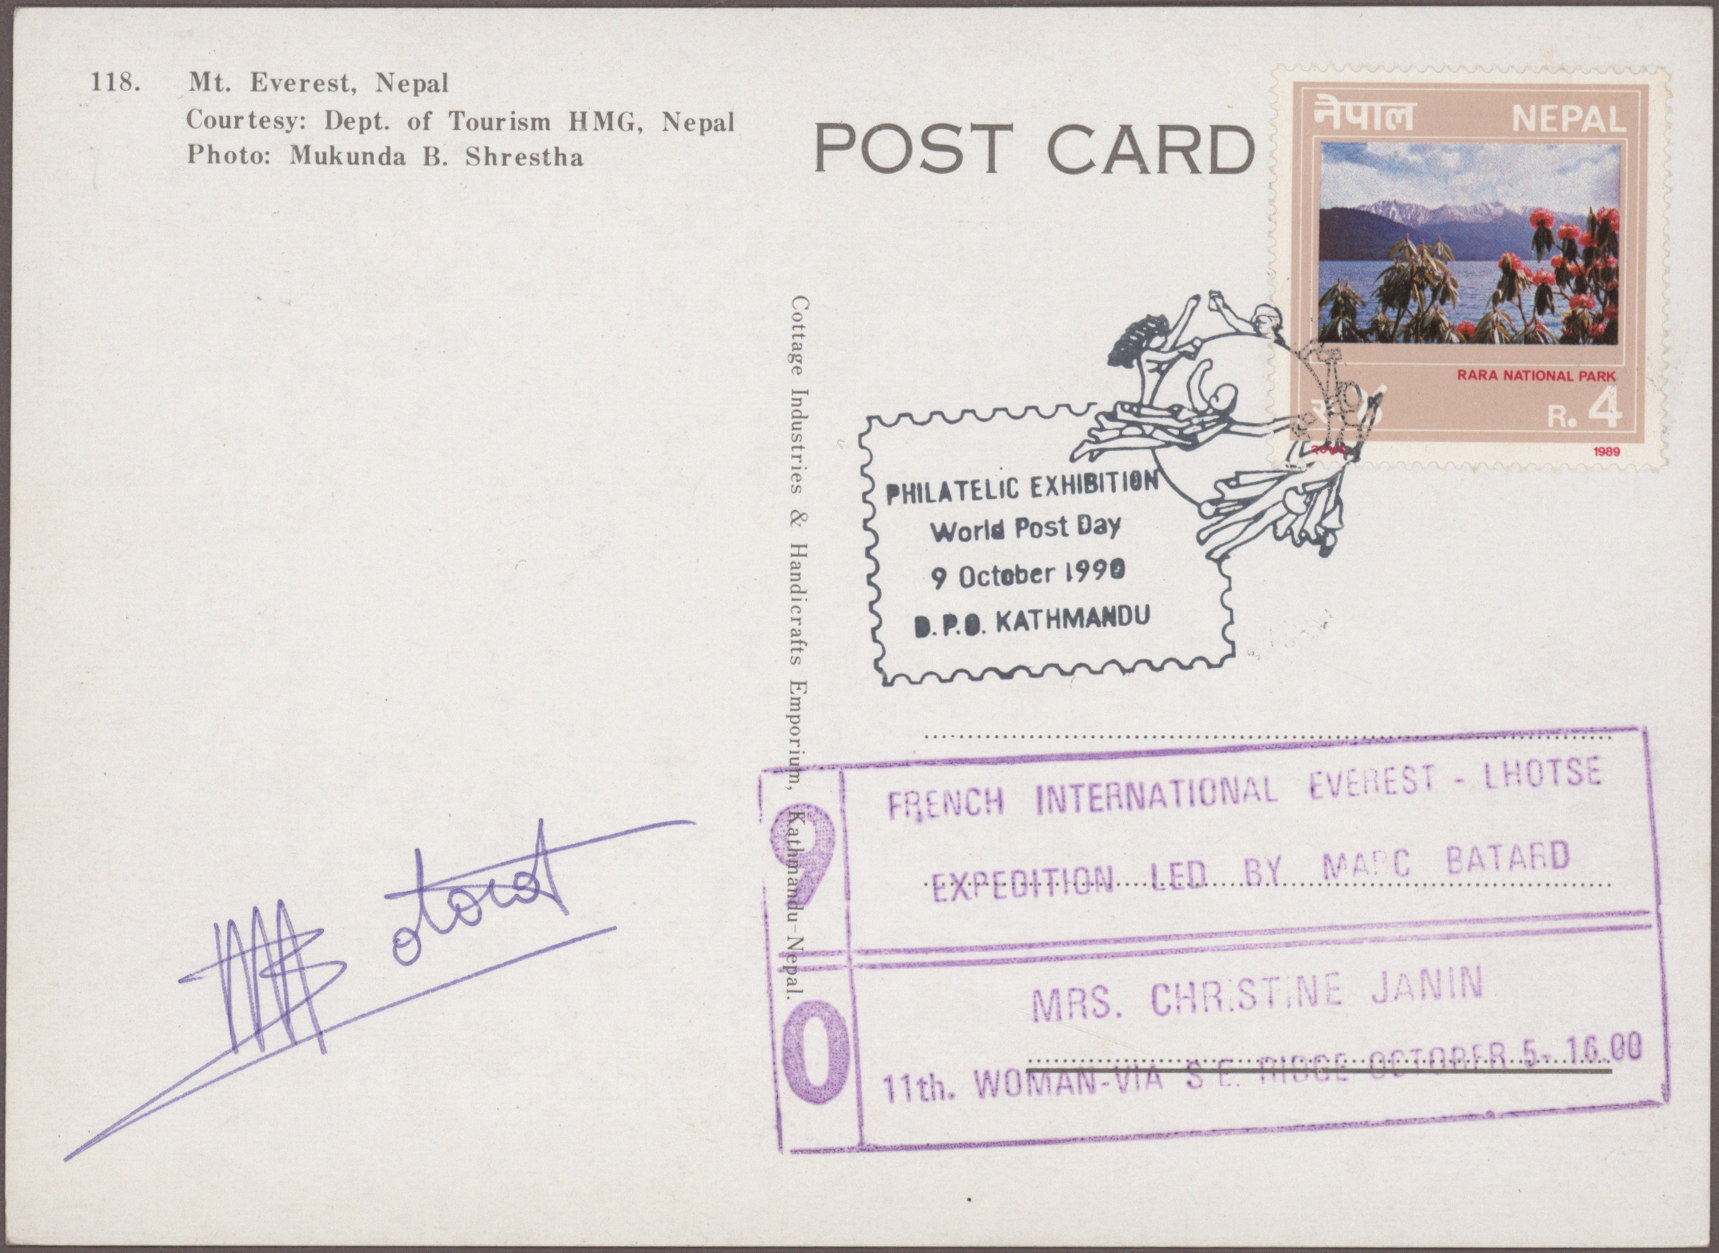 118. Mt. Everest, Nepal
Courtesy: Dept. of Tourism HMG, Nepal
Photo: Mukunda B. Shrestha
POST CARD
नेपाल NEPAL
RARA NATIONAL PARK
R. 4
1989
Cottage Industries & Handicrafts Emporium, Kathmandu-Nepal.
PHILATELIC EXHIBITION
World Post Day
9 October 1990
D.P.O. KATHMANDU
90
FRENCH INTERNATIONAL EVEREST - LHOTSE
EXPEDITION LED BY MARC BATARD
MRS. CHRISTINE JANIN
11th. WOMAN-VIA S E. RIDGE OCTOBER 5- 16.00